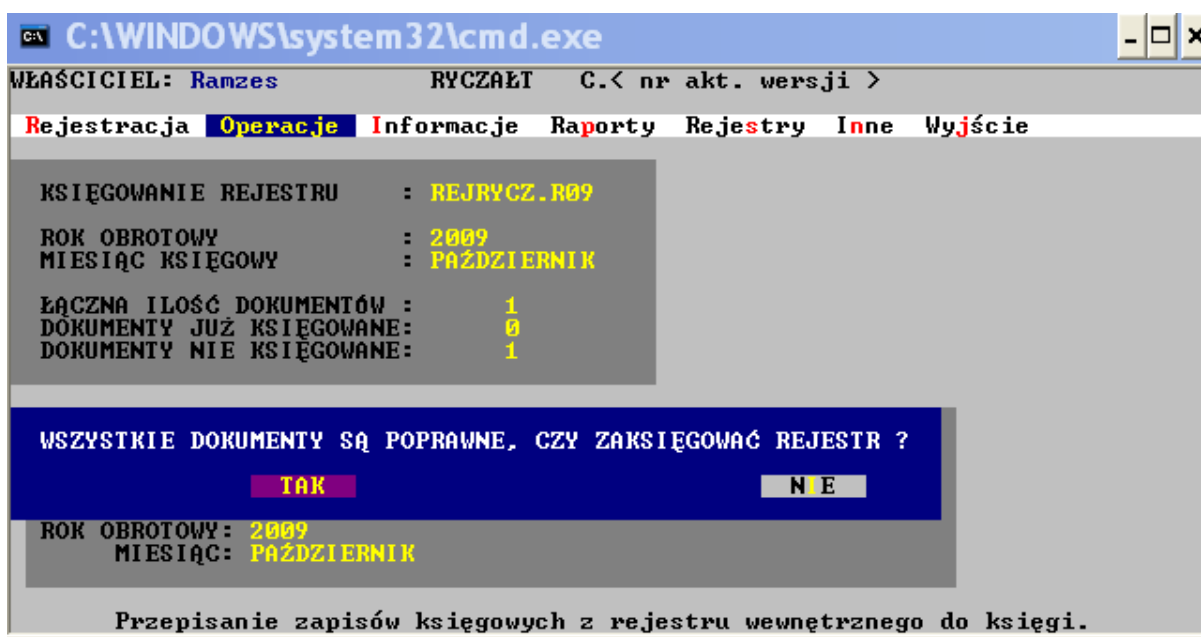 C:\WINDOWS\system32\cmd.exe
WŁAŚCICIEL: Ramzes RYCZAŁT C.< nr akt. wersji >
Rejestracja Operacje Informacje Raporty Rejestry Inne Wyjście
KSIĘGOWANIE REJESTRU : REJRYCZ.R09
ROK OBROTOWY : 2009
MIESIĄC KSIĘGOWY : PAŹDZIERNIK
ŁĄCZNA ILOŚĆ DOKUMENTÓW : 1
DOKUMENTY JUŻ KSIĘGOWANE: 0
DOKUMENTY NIE KSIĘGOWANE: 1
WSZYSTKIE DOKUMENTY SĄ POPRAWNE, CZY ZAKSIĘGOWAĆ REJESTR ?
TAK NIE
ROK OBROTOWY: 2009
MIESIĄC: PAŹDZIERNIK
Przepisanie zapisów księgowych z rejestru wewnętrznego do księgi.